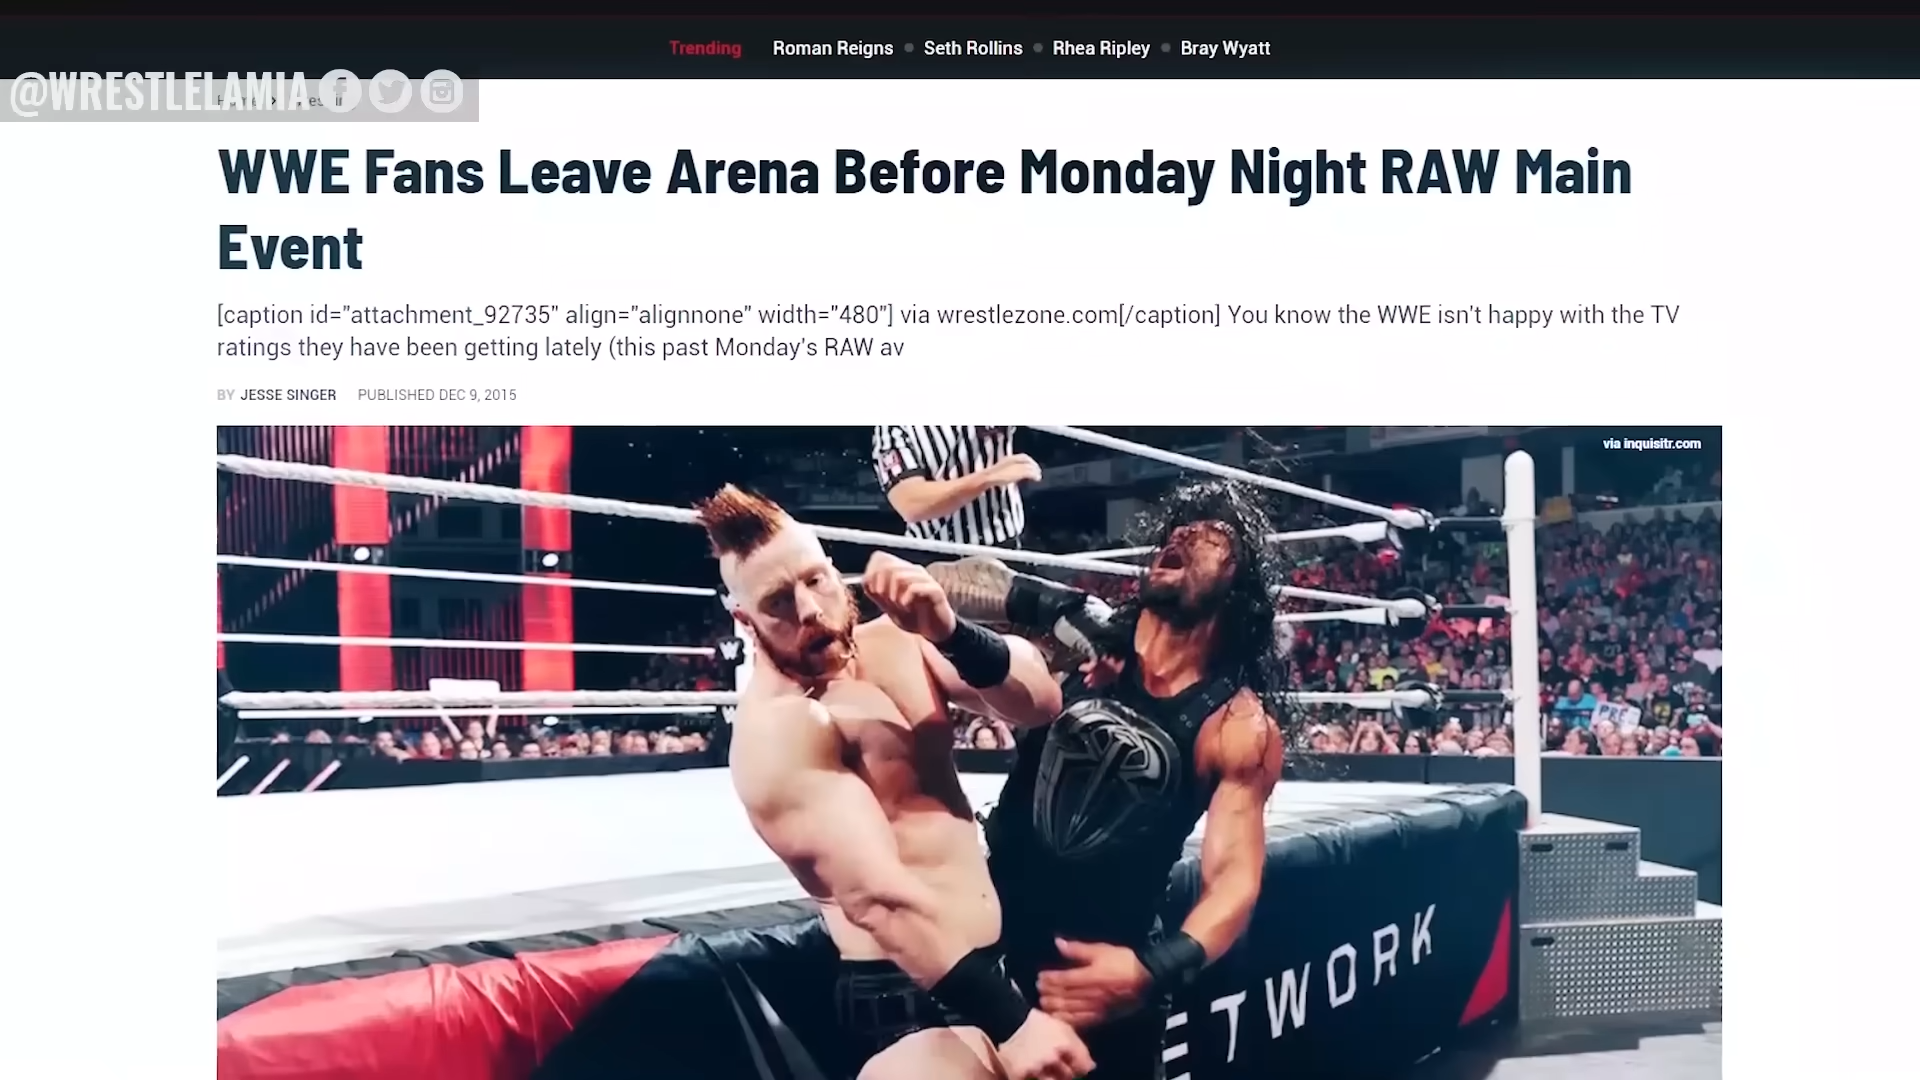 Trending Roman Reigns Seth Rollins Rhea Ripley Bray Wyatt
@WRESTLELAMIA
WWE Fans Leave Arena Before Monday Night RAW Main
Event
[caption id="attachment_92735" align="alignnone" width="480"] via wrestlezone.com[/caption] You know the WWE isn't happy with the TV
ratings they have been getting lately (this past Monday's RAW av
BY JESSE SINGER PUBLISHED DEC 9, 2015
via inquisitr.com
W
PRE
ETWORK